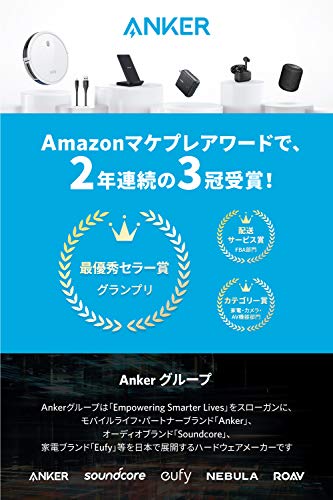 ANKER
Amazonマケプレアワードで、
2年連続の3冠受賞!
最優秀セラー賞
グランプリ
配送
サービス賞
FBA部門
カテゴリー賞
家電・カメラ・
AV機器部門
Anker グループ
Ankerグループは「Empowering Smarter Lives」をスローガンに、
モバイルライフ・パートナーブランド「Anker」、
オーディオブランド「Soundcore」、
家電ブランド「Eufy」等を日本で展開するハードウェアメーカーです
ANKER soundcore eufy NEBULA ROAV